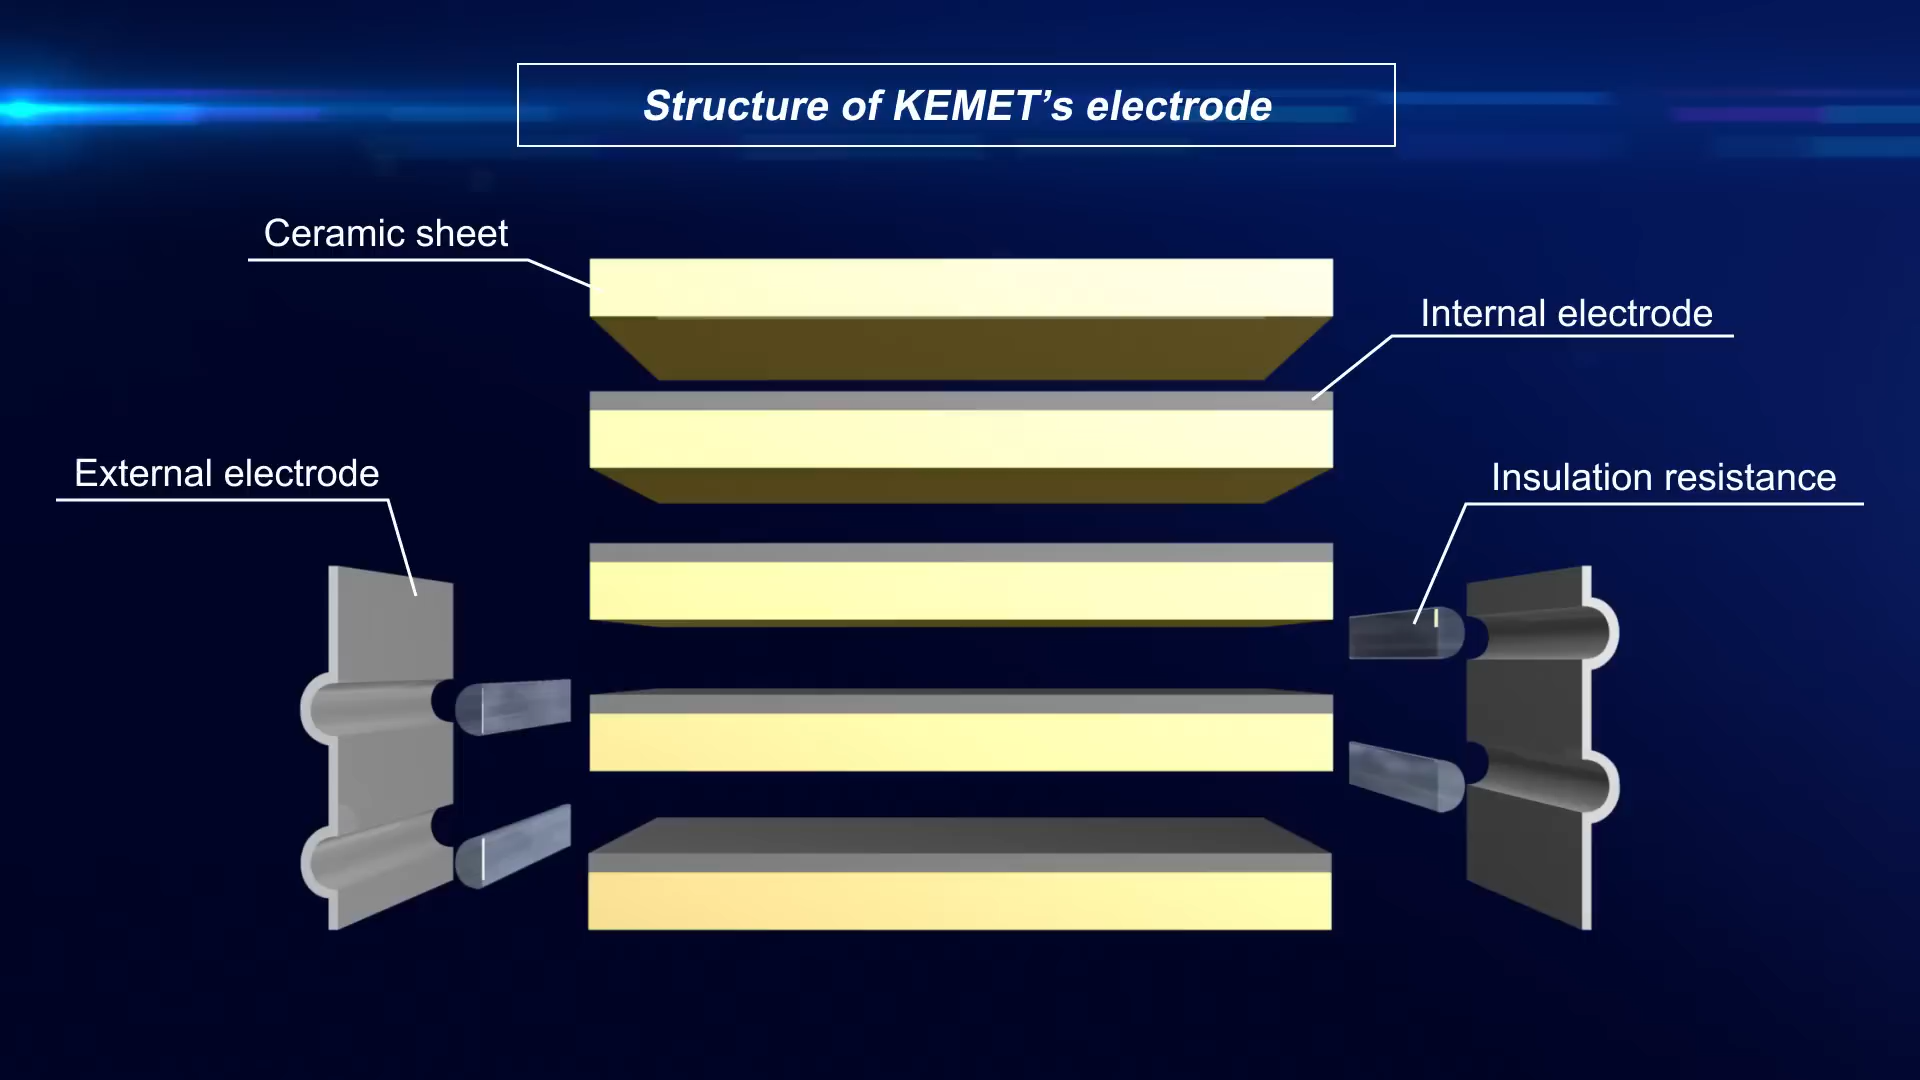 Structure of KEMET’s electrode
Ceramic sheet
Internal electrode
External electrode
Insulation resistance